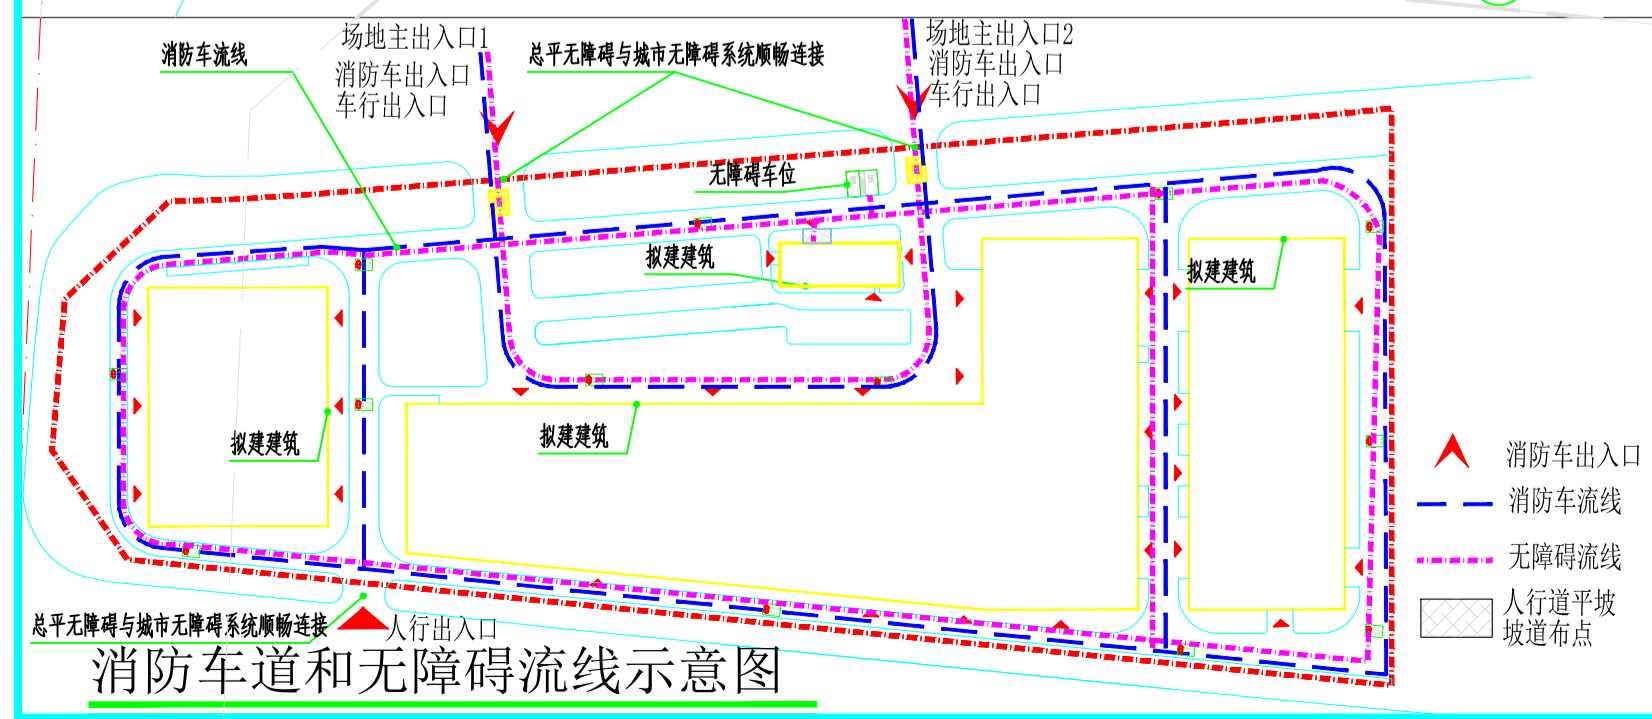 场地主出入口1
消防车出入口
车行出入口
消防车流线
总平无障碍与城市无障碍系统顺畅连接
场地主出入口2
消防车出入口
车行出入口
无障碍车位
拟建建筑
拟建建筑
拟建建筑
拟建建筑
消防车出入口
消防车流线
无障碍流线
人行道平坡
坡道布点
总平无障碍与城市无障碍系统顺畅连接
人行出入口
消防车道和无障碍流线示意图